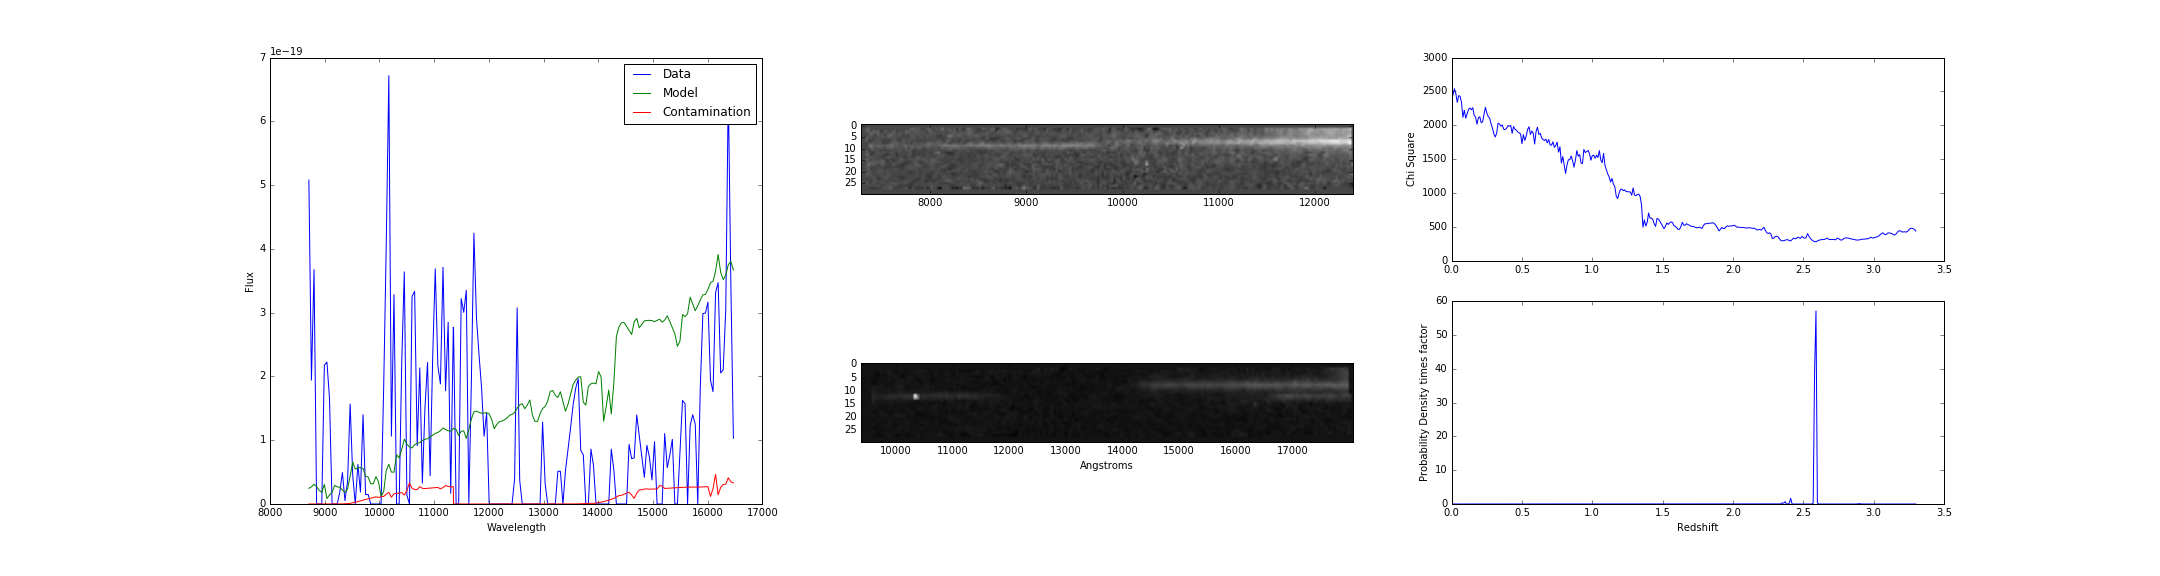 1e−19
7
6
5
4
3
2
1
0
Flux
8000 9000 10000 11000 12000 13000 14000 15000 16000 17000
Wavelength
Data
Model
Contamination
0
5
10
15
20
25
8000 9000 10000 11000 12000
0
5
10
15
20
25
10000 11000 12000 13000 14000 15000 16000 17000
Angstroms
3000
2500
2000
1500
1000
500
0
Chi Square
0.0 0.5 1.0 1.5 2.0 2.5 3.0 3.5
60
50
40
30
20
10
0
Probability Density times factor
0.0 0.5 1.0 1.5 2.0 2.5 3.0 3.5
Redshift